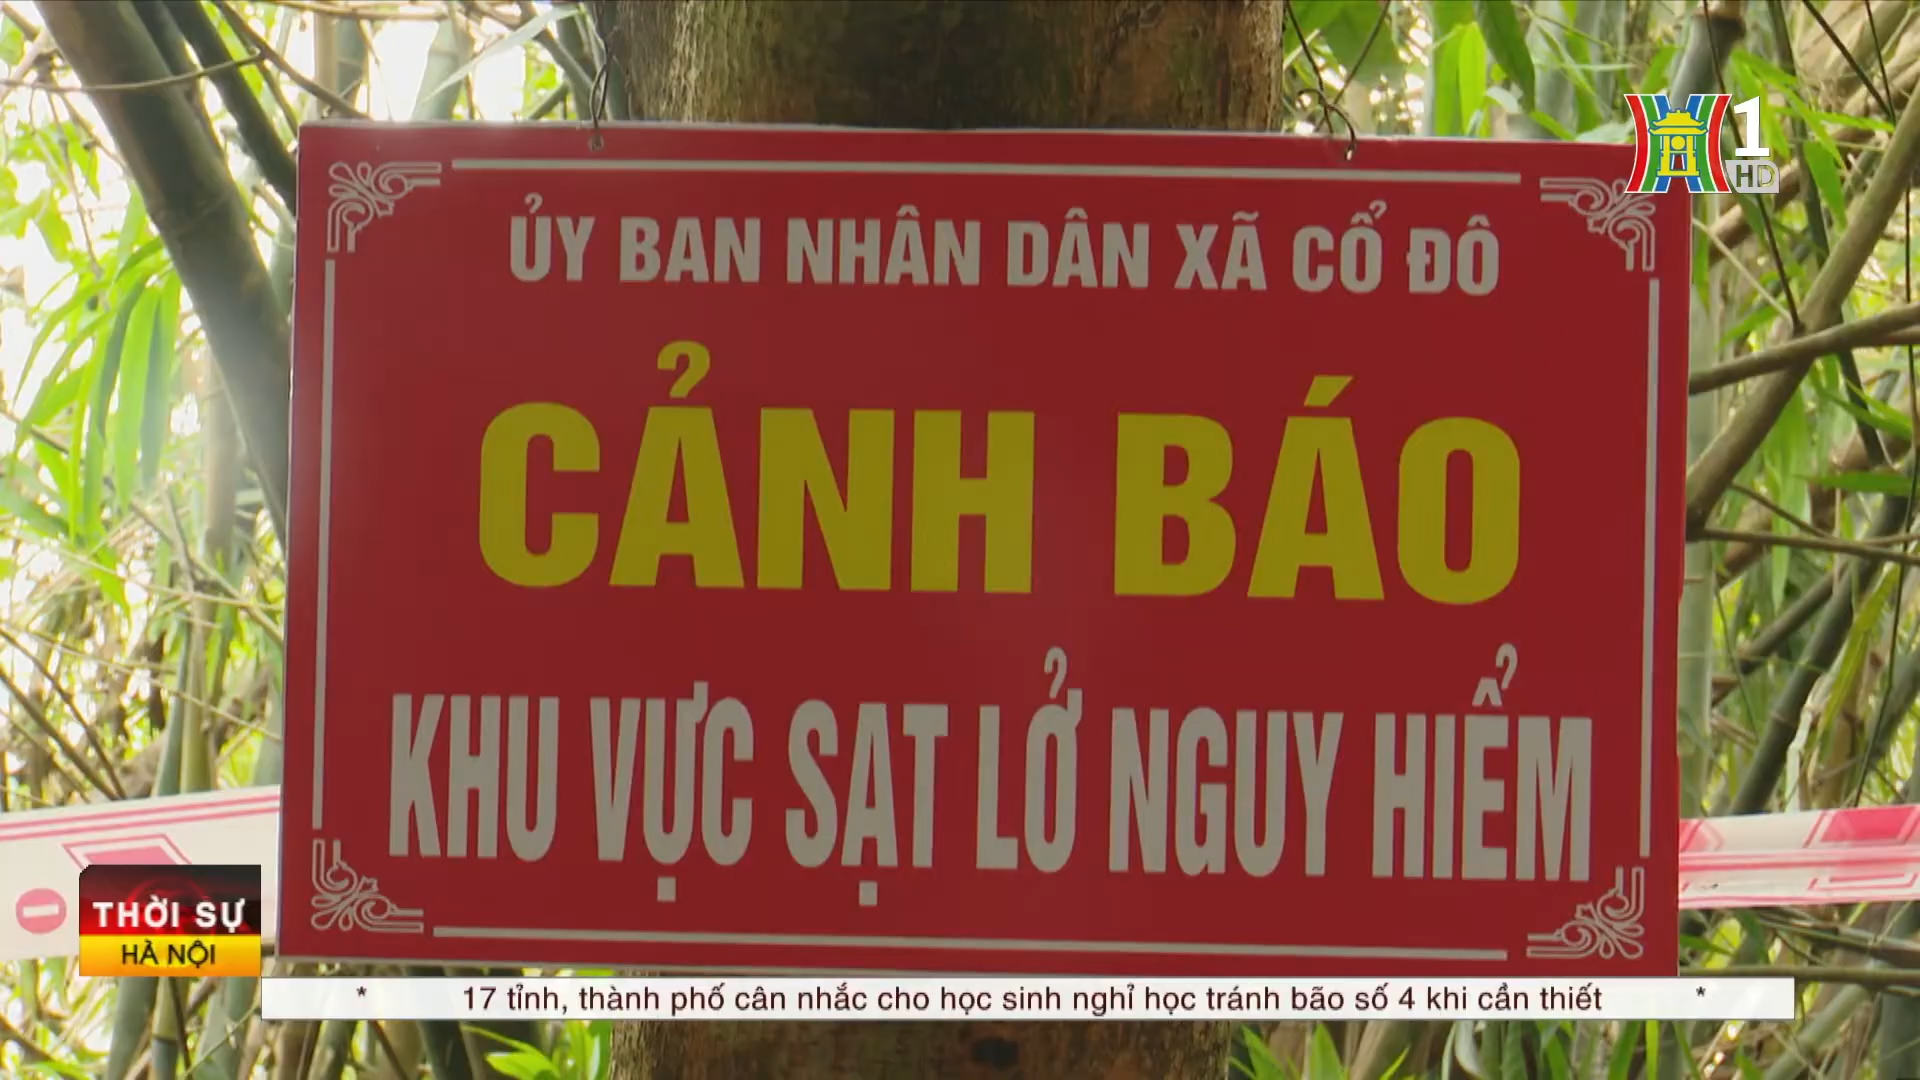 1
HD
ỦY BAN NHÂN DÂN XÃ CỔ ĐÔ
CẢNH BÁO
KHU VỰC SẠT LỞ NGUY HIỂM
THỜI SỰ
HÀ NỘI
* 17 tỉnh, thành phố cân nhắc cho học sinh nghỉ học tránh bão số 4 khi cần thiết *